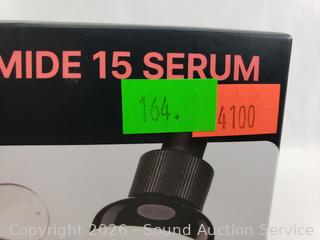 MIDE 15 SERUM
164.
4100
Copyright 2026 - Sound Auction Service